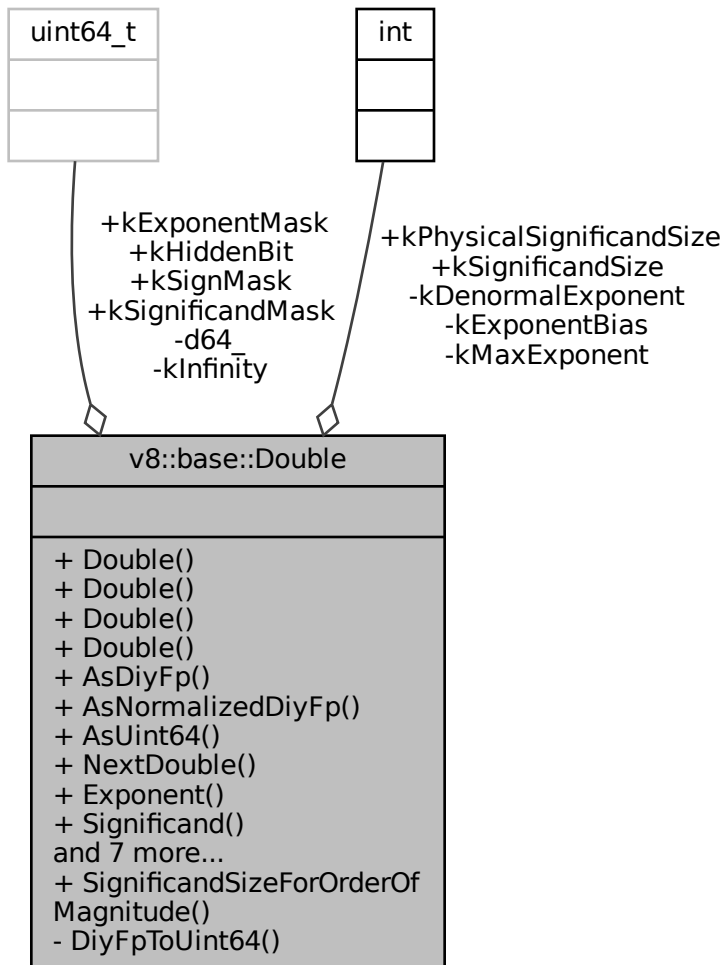 uint64_t
int
+kExponentMask
+kHiddenBit
+kSignMask
+kSignificandMask
-d64_
-kInfinity
+kPhysicalSignificandSize
+kSignificandSize
-kDenormalExponent
-kExponentBias
-kMaxExponent
v8::base::Double
+ Double()
+ Double()
+ Double()
+ Double()
+ AsDiyFp()
+ AsNormalizedDiyFp()
+ AsUint64()
+ NextDouble()
+ Exponent()
+ Significand()
and 7 more...
+ SignificandSizeForOrderOf
Magnitude()
- DiyFpToUint64()